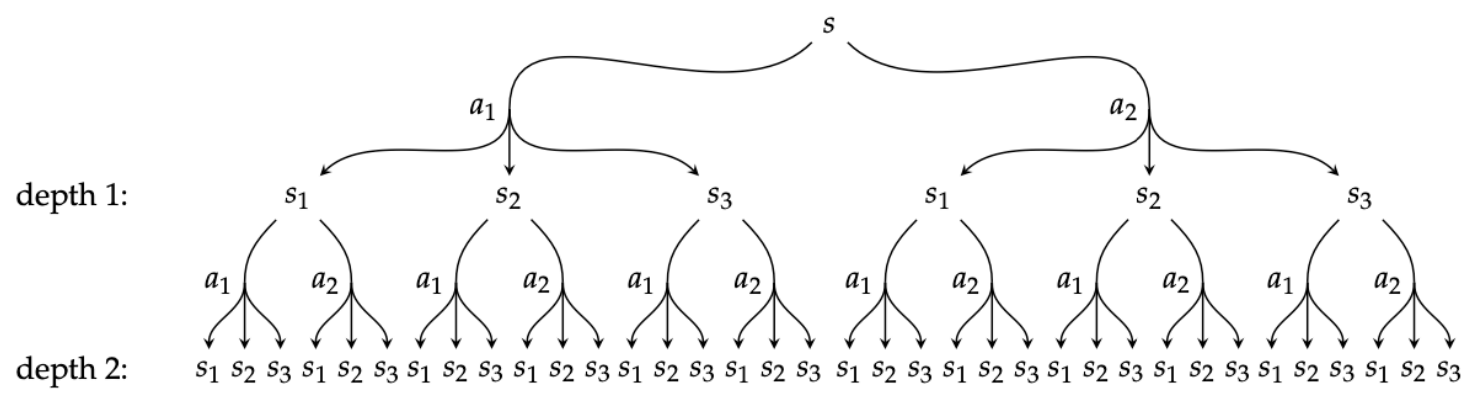 s
a₁ a₂
depth 1: s₁ s₂ s₃ s₁ s₂ s₃
a₁ a₂ a₁ a₂ a₁ a₂ a₁ a₂ a₁ a₂ a₁ a₂
depth 2: s₁ s₂ s₃ s₁ s₂ s₃ s₁ s₂ s₃ s₁ s₂ s₃ s₁ s₂ s₃ s₁ s₂ s₃ s₁ s₂ s₃ s₁ s₂ s₃ s₁ s₂ s₃ s₁ s₂ s₃ s₁ s₂ s₃ s₁ s₂ s₃